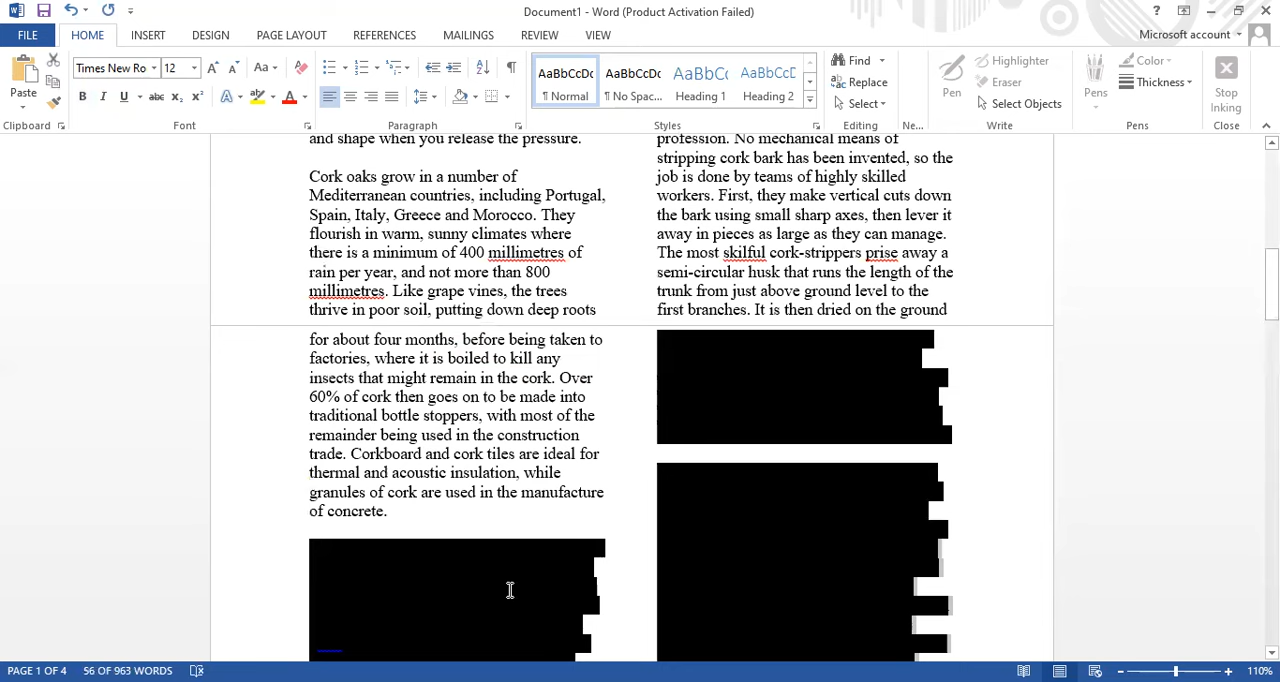 Document1 - Word (Product Activation Failed)
FILE HOME INSERT DESIGN PAGE LAYOUT REFERENCES MAILINGS REVIEW VIEW
Microsoft account
Paste
Times New Ro 12
Aa
B I U abc x₂ x²
A
AaBbCcDc AaBbCcDc AaBbCc AaBbCcD
¶ Normal ¶ No Spac... Heading 1 Heading 2
Find
Replace
Select
Pen
Highlighter
Eraser
Select Objects
Pens
Color
Thickness
Stop
Inking
Clipboard Font Paragraph Styles Editing Ne... Write Pens Close
and shape when you release the pressure.
Cork oaks grow in a number of
Mediterranean countries, including Portugal,
Spain, Italy, Greece and Morocco. They
flourish in warm, sunny climates where
there is a minimum of 400 millimetres of
rain per year, and not more than 800
millimetres. Like grape vines, the trees
thrive in poor soil, putting down deep roots
profession. No mechanical means of
stripping cork bark has been invented, so the
job is done by teams of highly skilled
workers. First, they make vertical cuts down
the bark using small sharp axes, then lever it
away in pieces as large as they can manage.
The most skilful cork-strippers prise away a
semi-circular husk that runs the length of the
trunk from just above ground level to the
first branches. It is then dried on the ground
for about four months, before being taken to
factories, where it is boiled to kill any
insects that might remain in the cork. Over
60% of cork then goes on to be made into
traditional bottle stoppers, with most of the
remainder being used in the construction
trade. Corkboard and cork tiles are ideal for
thermal and acoustic insulation, while
granules of cork are used in the manufacture
of concrete.
PAGE 1 OF 4 56 OF 963 WORDS
110%